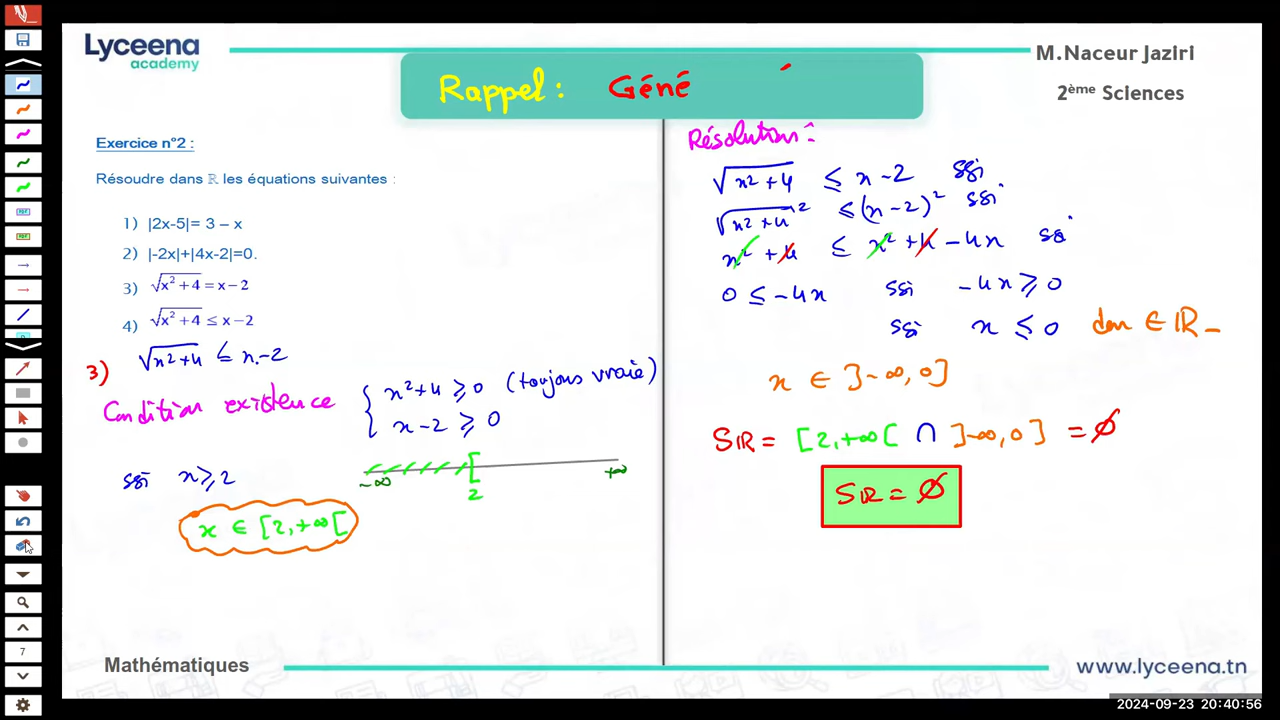 Lyceena
academy
Rappel : Géné
M.Naceur Jaziri
2ème Sciences
Exercice n°2 :
Résoudre dans ℝ les équations suivantes :
1) |2x-5|= 3 – x
2) |-2x|+|4x-2|=0.
3) √(x²+4) = x−2
4) √(x²+4) ≤ x−2
3) √(x²+4) ≤ x-2
Condition existence { x²+4 ≥ 0 (toujours vraie)
x-2 ≥ 0
ssi x ≥ 2
-∞ [ +∞
2
x ∈ [2,+∞[
Résolution :
√(x²+4) ≤ x-2 ssi
√(x²+4)² ≤ (x-2)² ssi
x² + 4 ≤ x² + 4 - 4x ssi
0 ≤ -4x ssi -4x ≥ 0
ssi x ≤ 0 ∈ IR_
x ∈ ]-∞,0]
SIR = [2,+∞[ ∩ ]-∞,0] = ∅
SIR = ∅
Mathématiques
www.lyceena.tn
7
2024-09-23 20:40:56